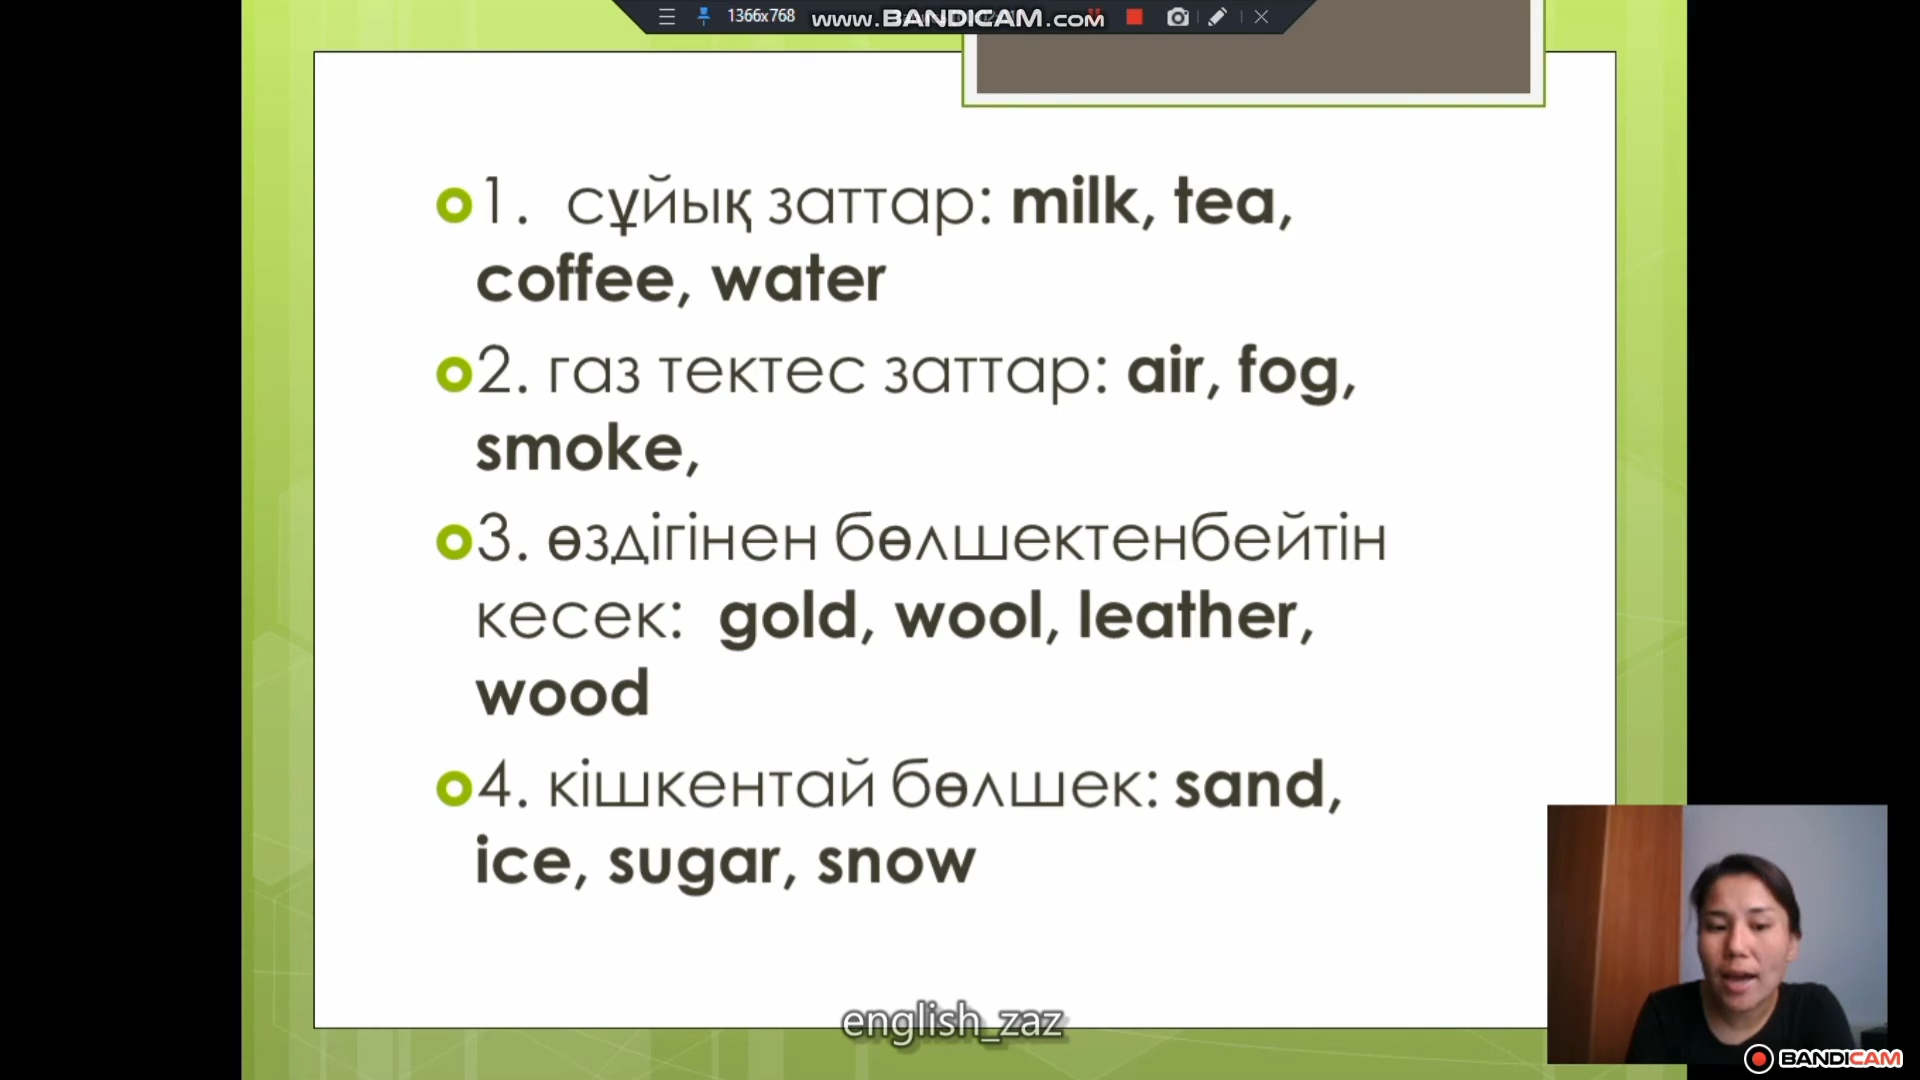 1366x768 www.BANDICAM.com
1. сұйық заттар: milk, tea,
coffee, water
2. газ тектес заттар: air, fog,
smoke,
3. өздігінен бөлшектенбейтін
кесек: gold, wool, leather,
wood
4. кішкентай бөлшек: sand,
ice, sugar, snow
english_zaz
BANDICAM